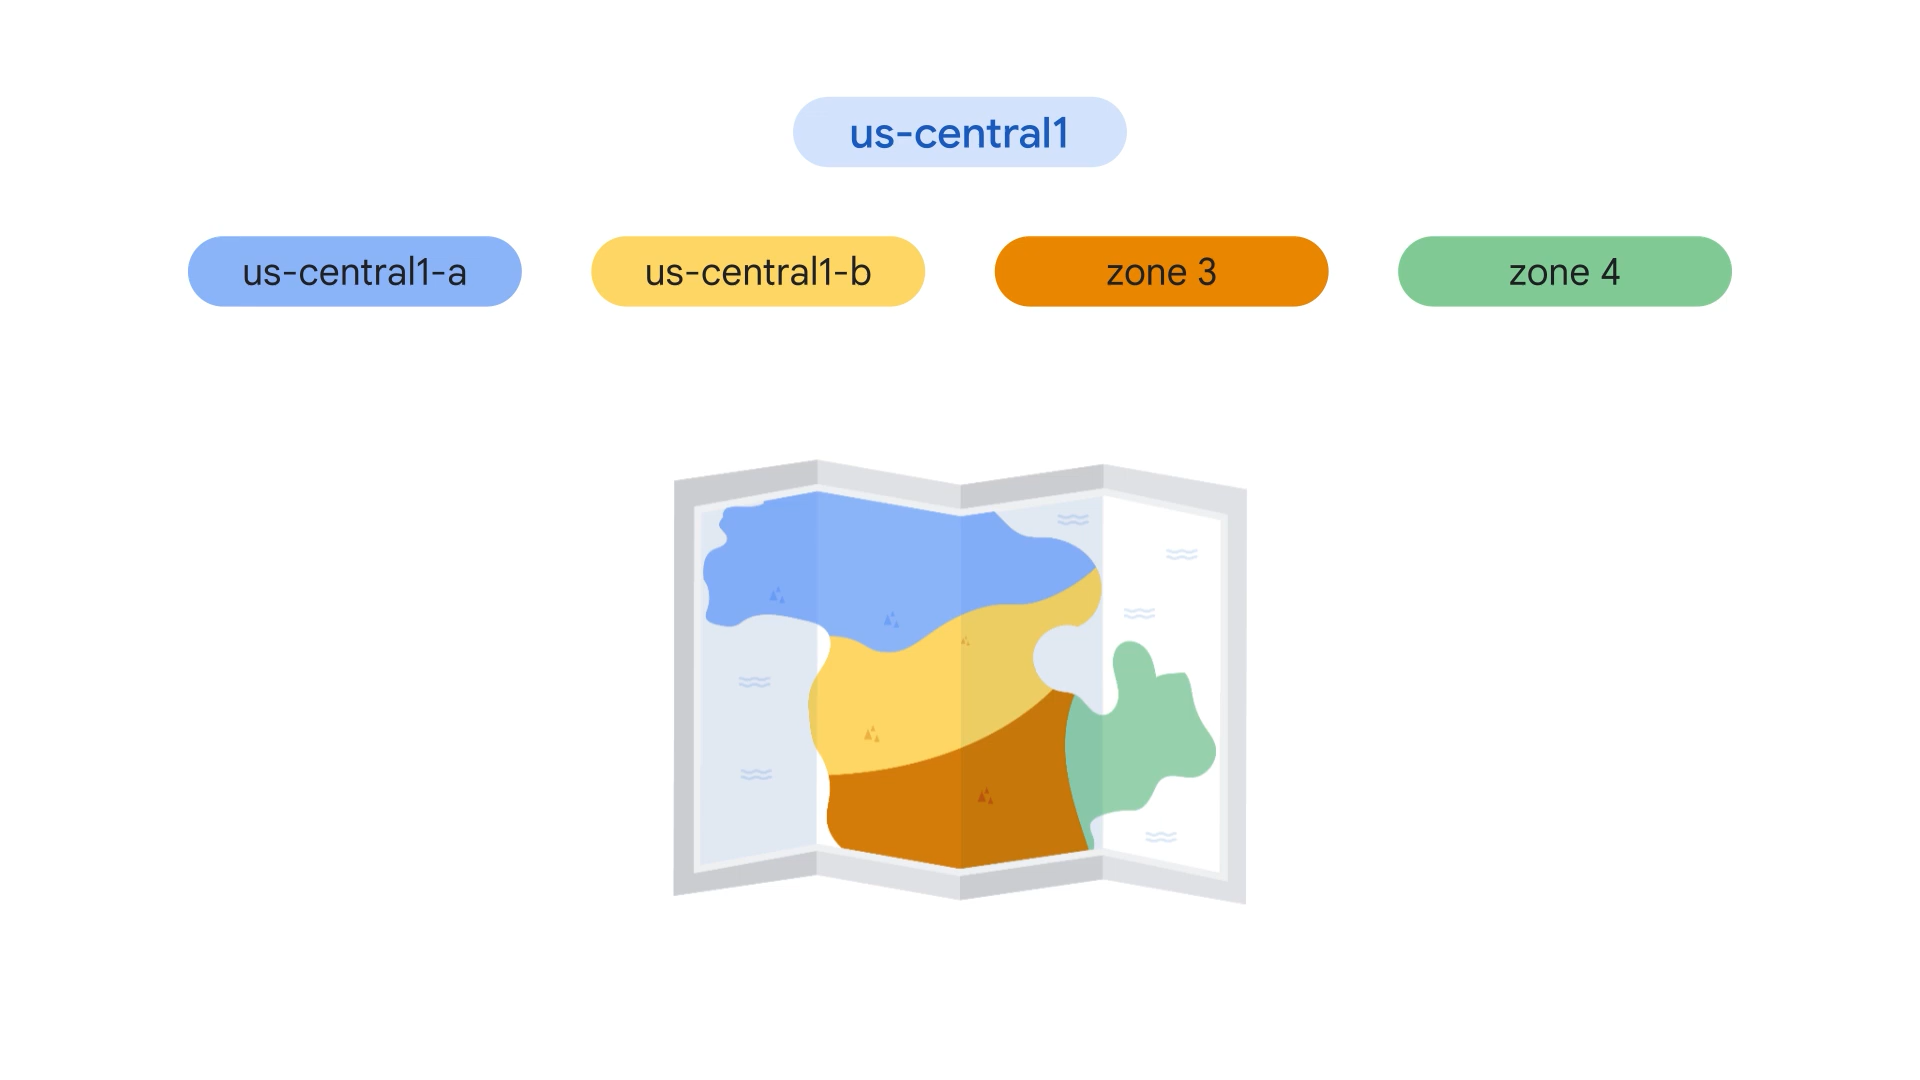 us-central1
us-central1-a
us-central1-b
zone 3
zone 4